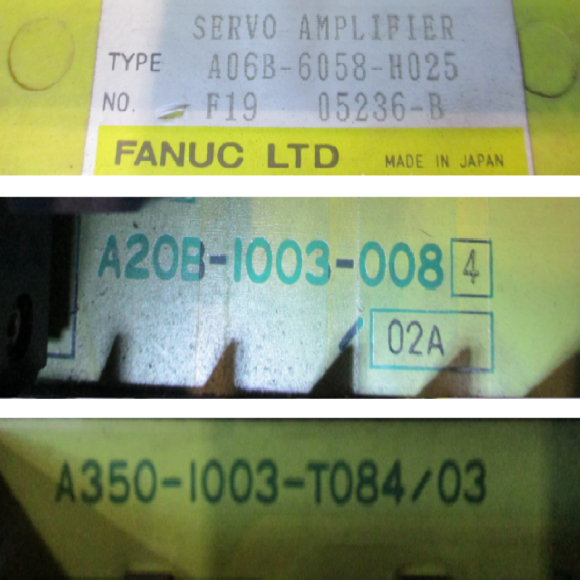 SERVO AMPLIFIER
TYPE A06B-6058-H025
NO. F19 05236-B
FANUC LTD MADE IN JAPAN
A20B-1003-008 4
02A
A350-1003-T084/03